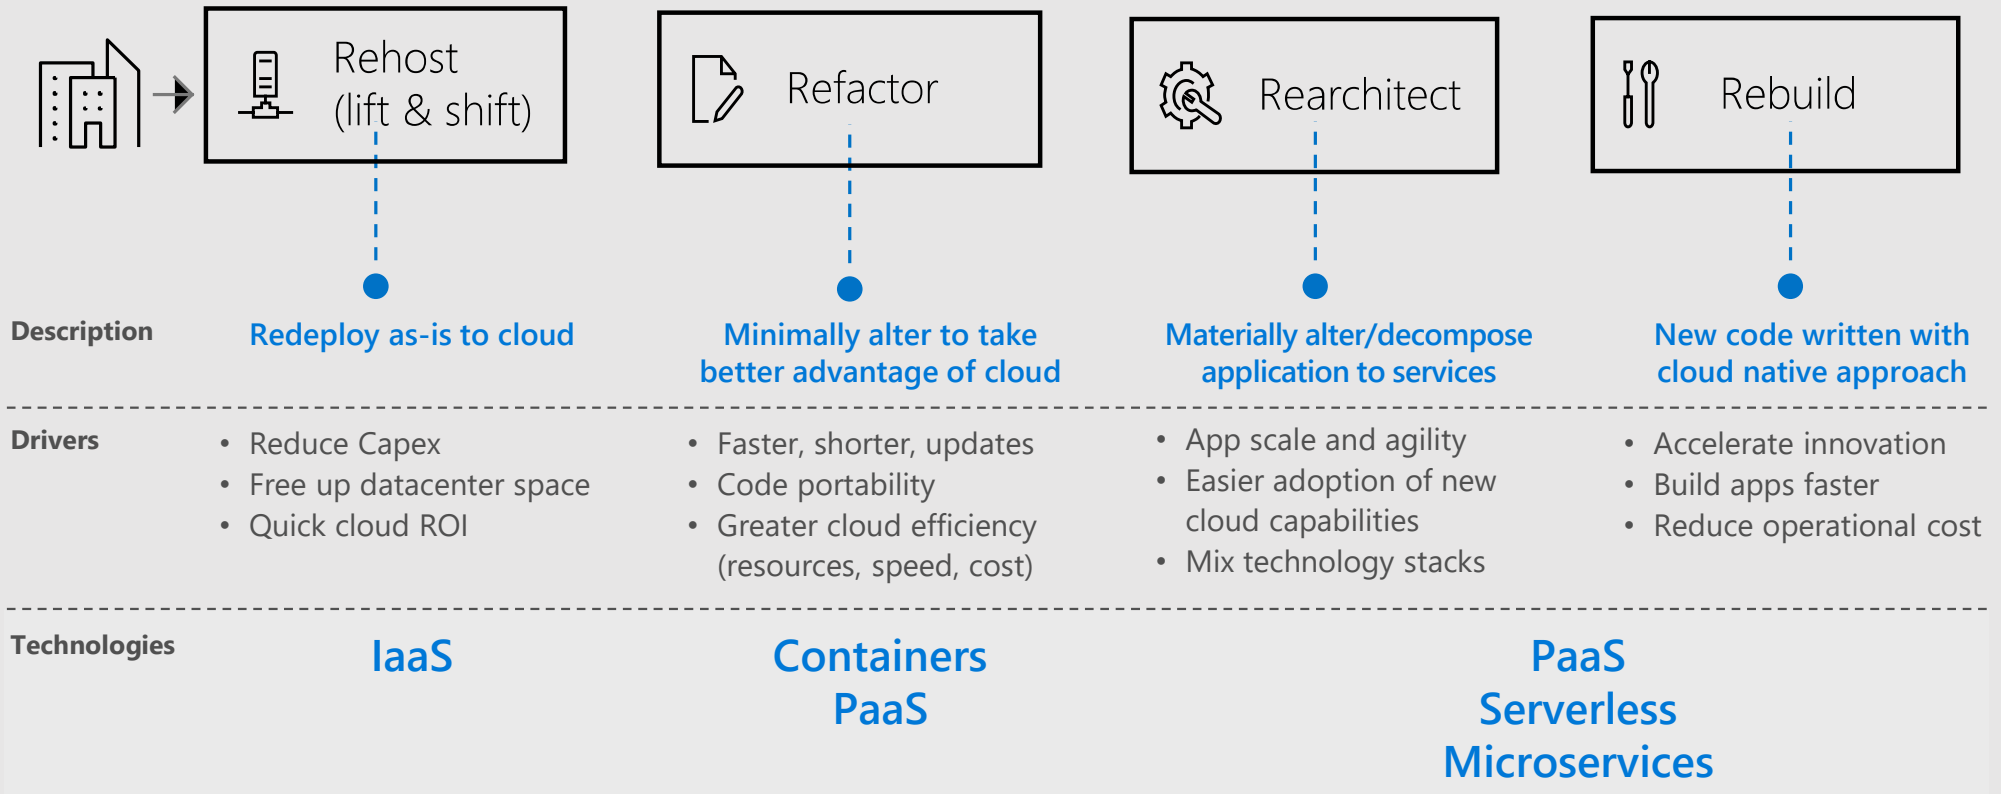 Rehost
(lift & shift)
Refactor
Rearchitect
Rebuild
Description
Redeploy as-is to cloud
Minimally alter to take
better advantage of cloud
Materially alter/decompose
application to services
New code written with
cloud native approach
Drivers
• Reduce Capex
• Free up datacenter space
• Quick cloud ROI
• Faster, shorter, updates
• Code portability
• Greater cloud efficiency
(resources, speed, cost)
• App scale and agility
• Easier adoption of new
cloud capabilities
• Mix technology stacks
• Accelerate innovation
• Build apps faster
• Reduce operational cost
Technologies
IaaS
Containers
PaaS
PaaS
Serverless
Microservices